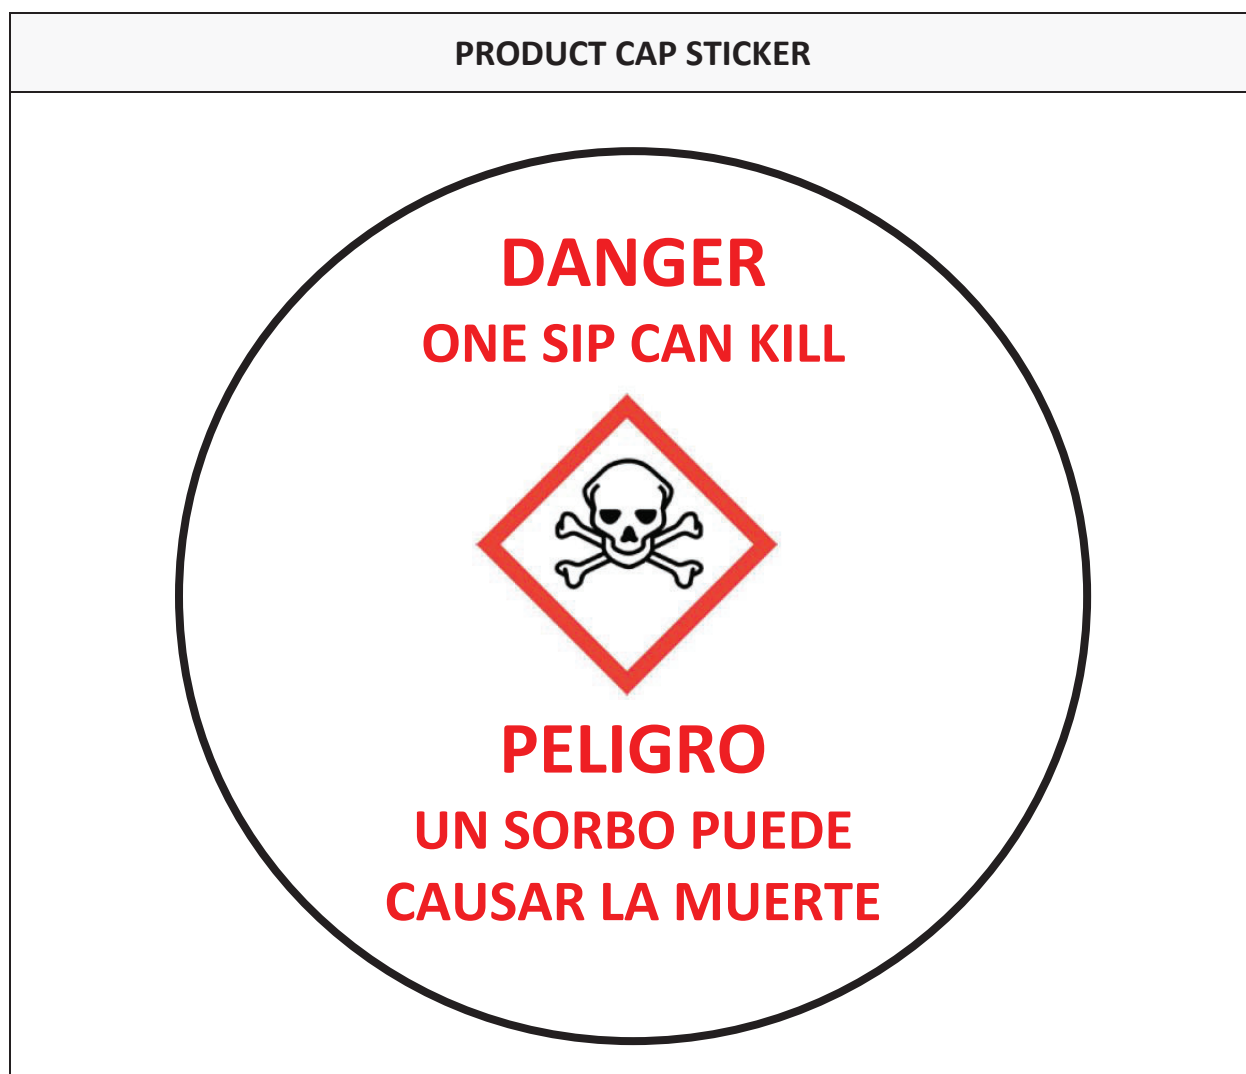 PRODUCT CAP STICKER
DANGER
ONE SIP CAN KILL
PELIGRO
UN SORBO PUEDE
CAUSAR LA MUERTE